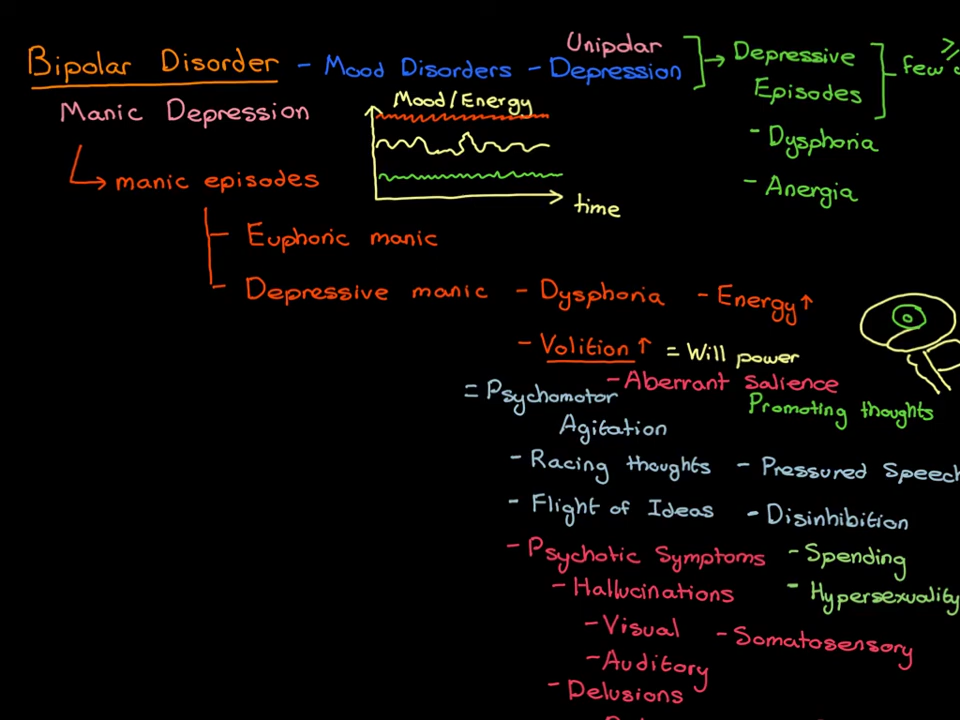 Bipolar Disorder - Mood Disorders - Unipolar Depression → Depressive Episodes - Few
Manic Depression
Mood/Energy
time
- Dysphoria
- Anergia
→ manic episodes
Euphoric manic
Depressive manic - Dysphoria - Energy ↑
- Volition ↑ = Will power
- Aberrant Salience
= Psychomotor Agitation
Promoting thoughts
- Racing thoughts - Pressured Speech
- Flight of Ideas - Disinhibition
- Psychotic Symptoms - Spending
- Hallucinations - Hypersexuality
- Visual - Somatosensory
- Auditory
- Delusions